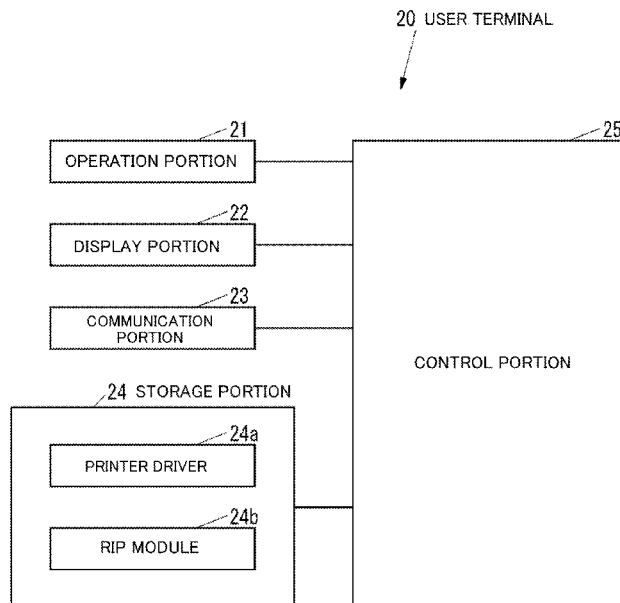 20 USER TERMINAL
21
OPERATION PORTION
22
DISPLAY PORTION
23
COMMUNICATION
PORTION
24 STORAGE PORTION
24a
PRINTER DRIVER
24b
RIP MODULE
25
CONTROL PORTION